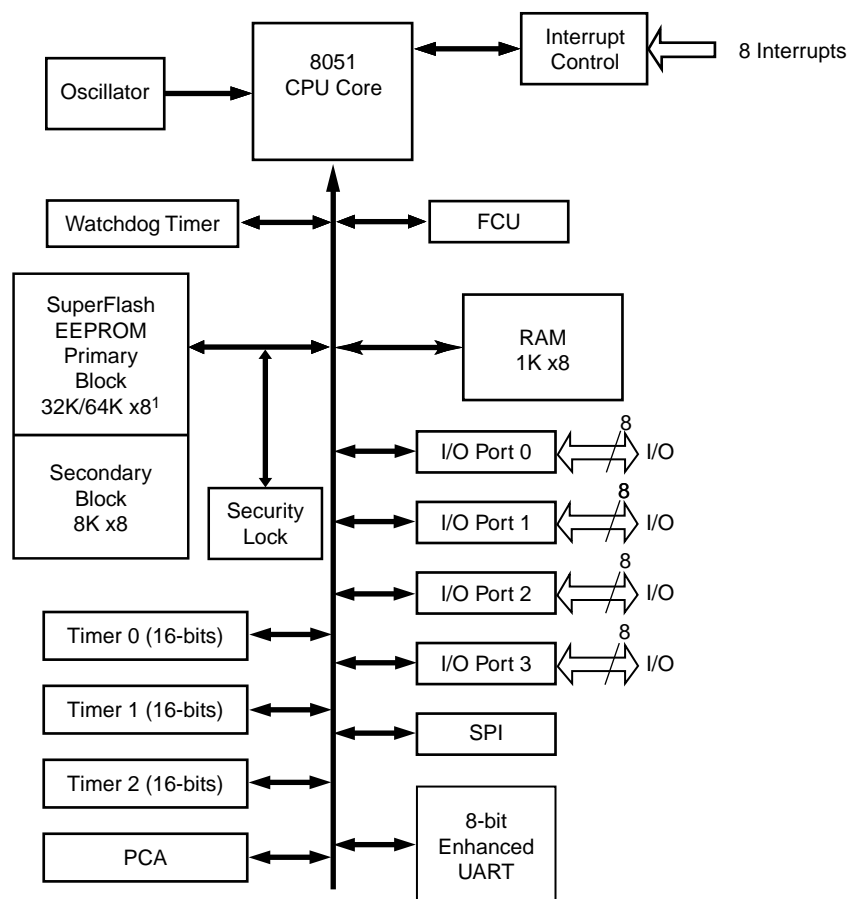 8051
CPU Core
Interrupt
Control
8 Interrupts
Oscillator
Watchdog Timer
FCU
SuperFlash
EEPROM
Primary
Block
32K/64K x8¹
RAM
1K x8
Secondary
Block
8K x8
Security
Lock
8
I/O Port 0
I/O
8
I/O Port 1
I/O
8
I/O Port 2
I/O
8
I/O Port 3
I/O
Timer 0 (16-bits)
Timer 1 (16-bits)
SPI
Timer 2 (16-bits)
8-bit
Enhanced
UART
PCA